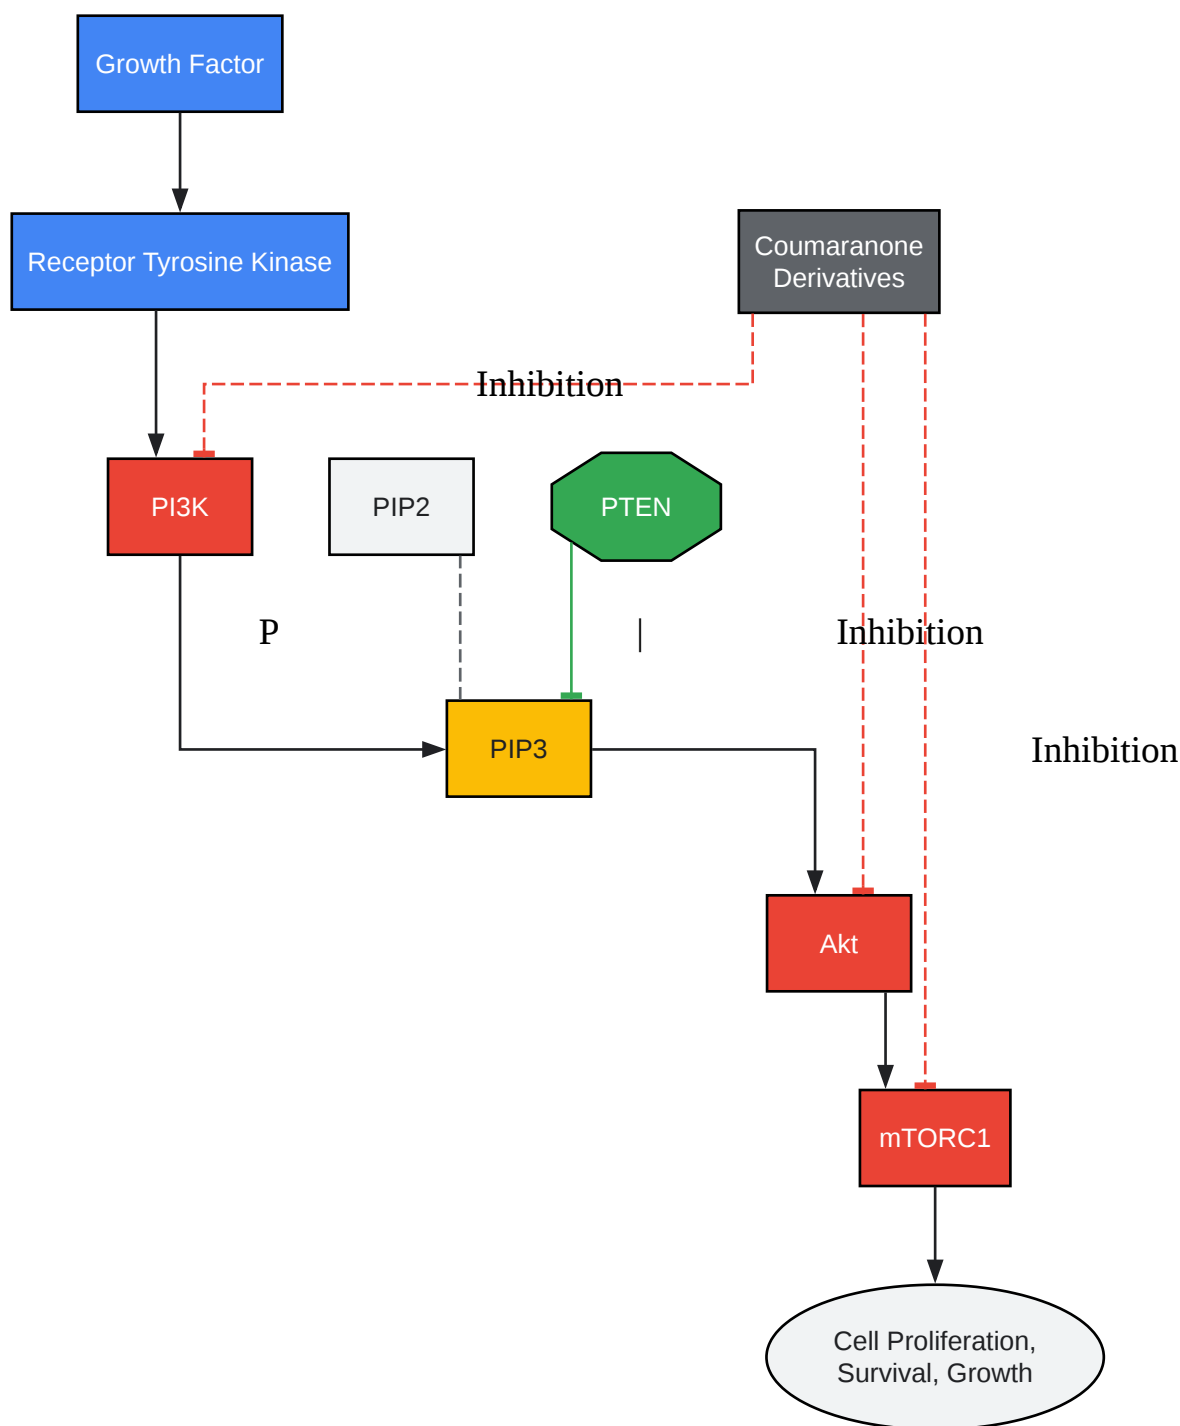 Growth Factor
Receptor Tyrosine Kinase
Coumaranone
Derivatives
Inhibition
PI3K
PIP2
PTEN
P
|
Inhibition
PIP3
Inhibition
Akt
mTORC1
Cell Proliferation,
Survival, Growth